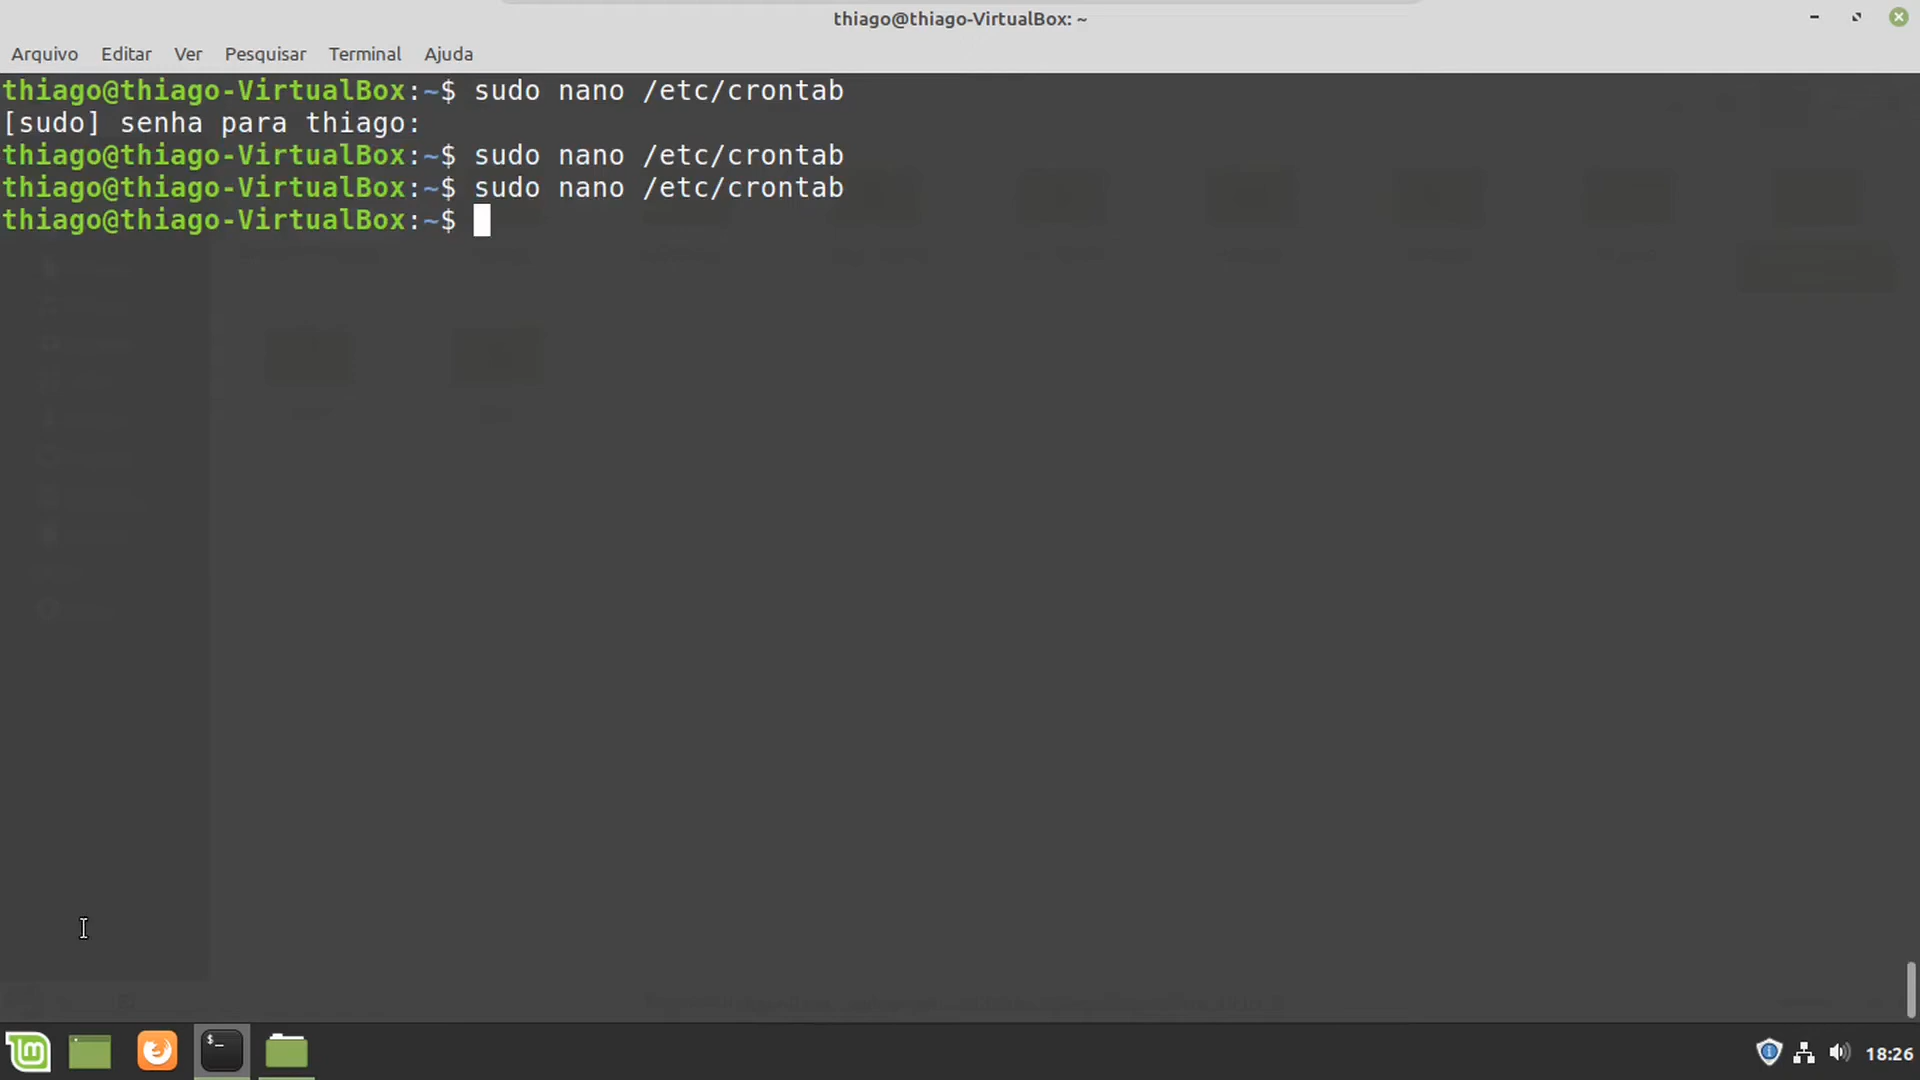 thiago@thiago-VirtualBox: ~
Arquivo Editar Ver Pesquisar Terminal Ajuda
thiago@thiago-VirtualBox:~$ sudo nano /etc/crontab
[sudo] senha para thiago:
thiago@thiago-VirtualBox:~$ sudo nano /etc/crontab
thiago@thiago-VirtualBox:~$ sudo nano /etc/crontab
thiago@thiago-VirtualBox:~$
18:26